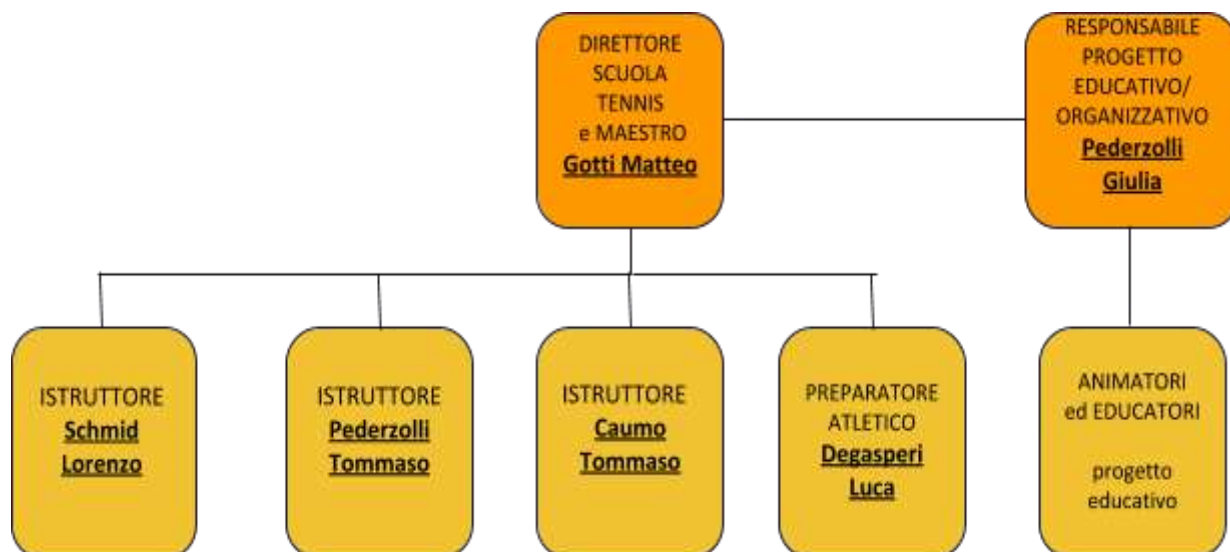 DIRETTORE
SCUOLA
TENNIS
e MAESTRO
Gotti Matteo
RESPONSABILE
PROGETTO
EDUCATIVO/
ORGANIZZATIVO
Pederzolli
Giulia
ISTRUTTORE
Schmid
Lorenzo
ISTRUTTORE
Pederzolli
Tommaso
ISTRUTTORE
Caumo
Tommaso
PREPARATORE
ATLETICO
Degasperi
Luca
ANIMATORI
ed EDUCATORI
progetto
educativo